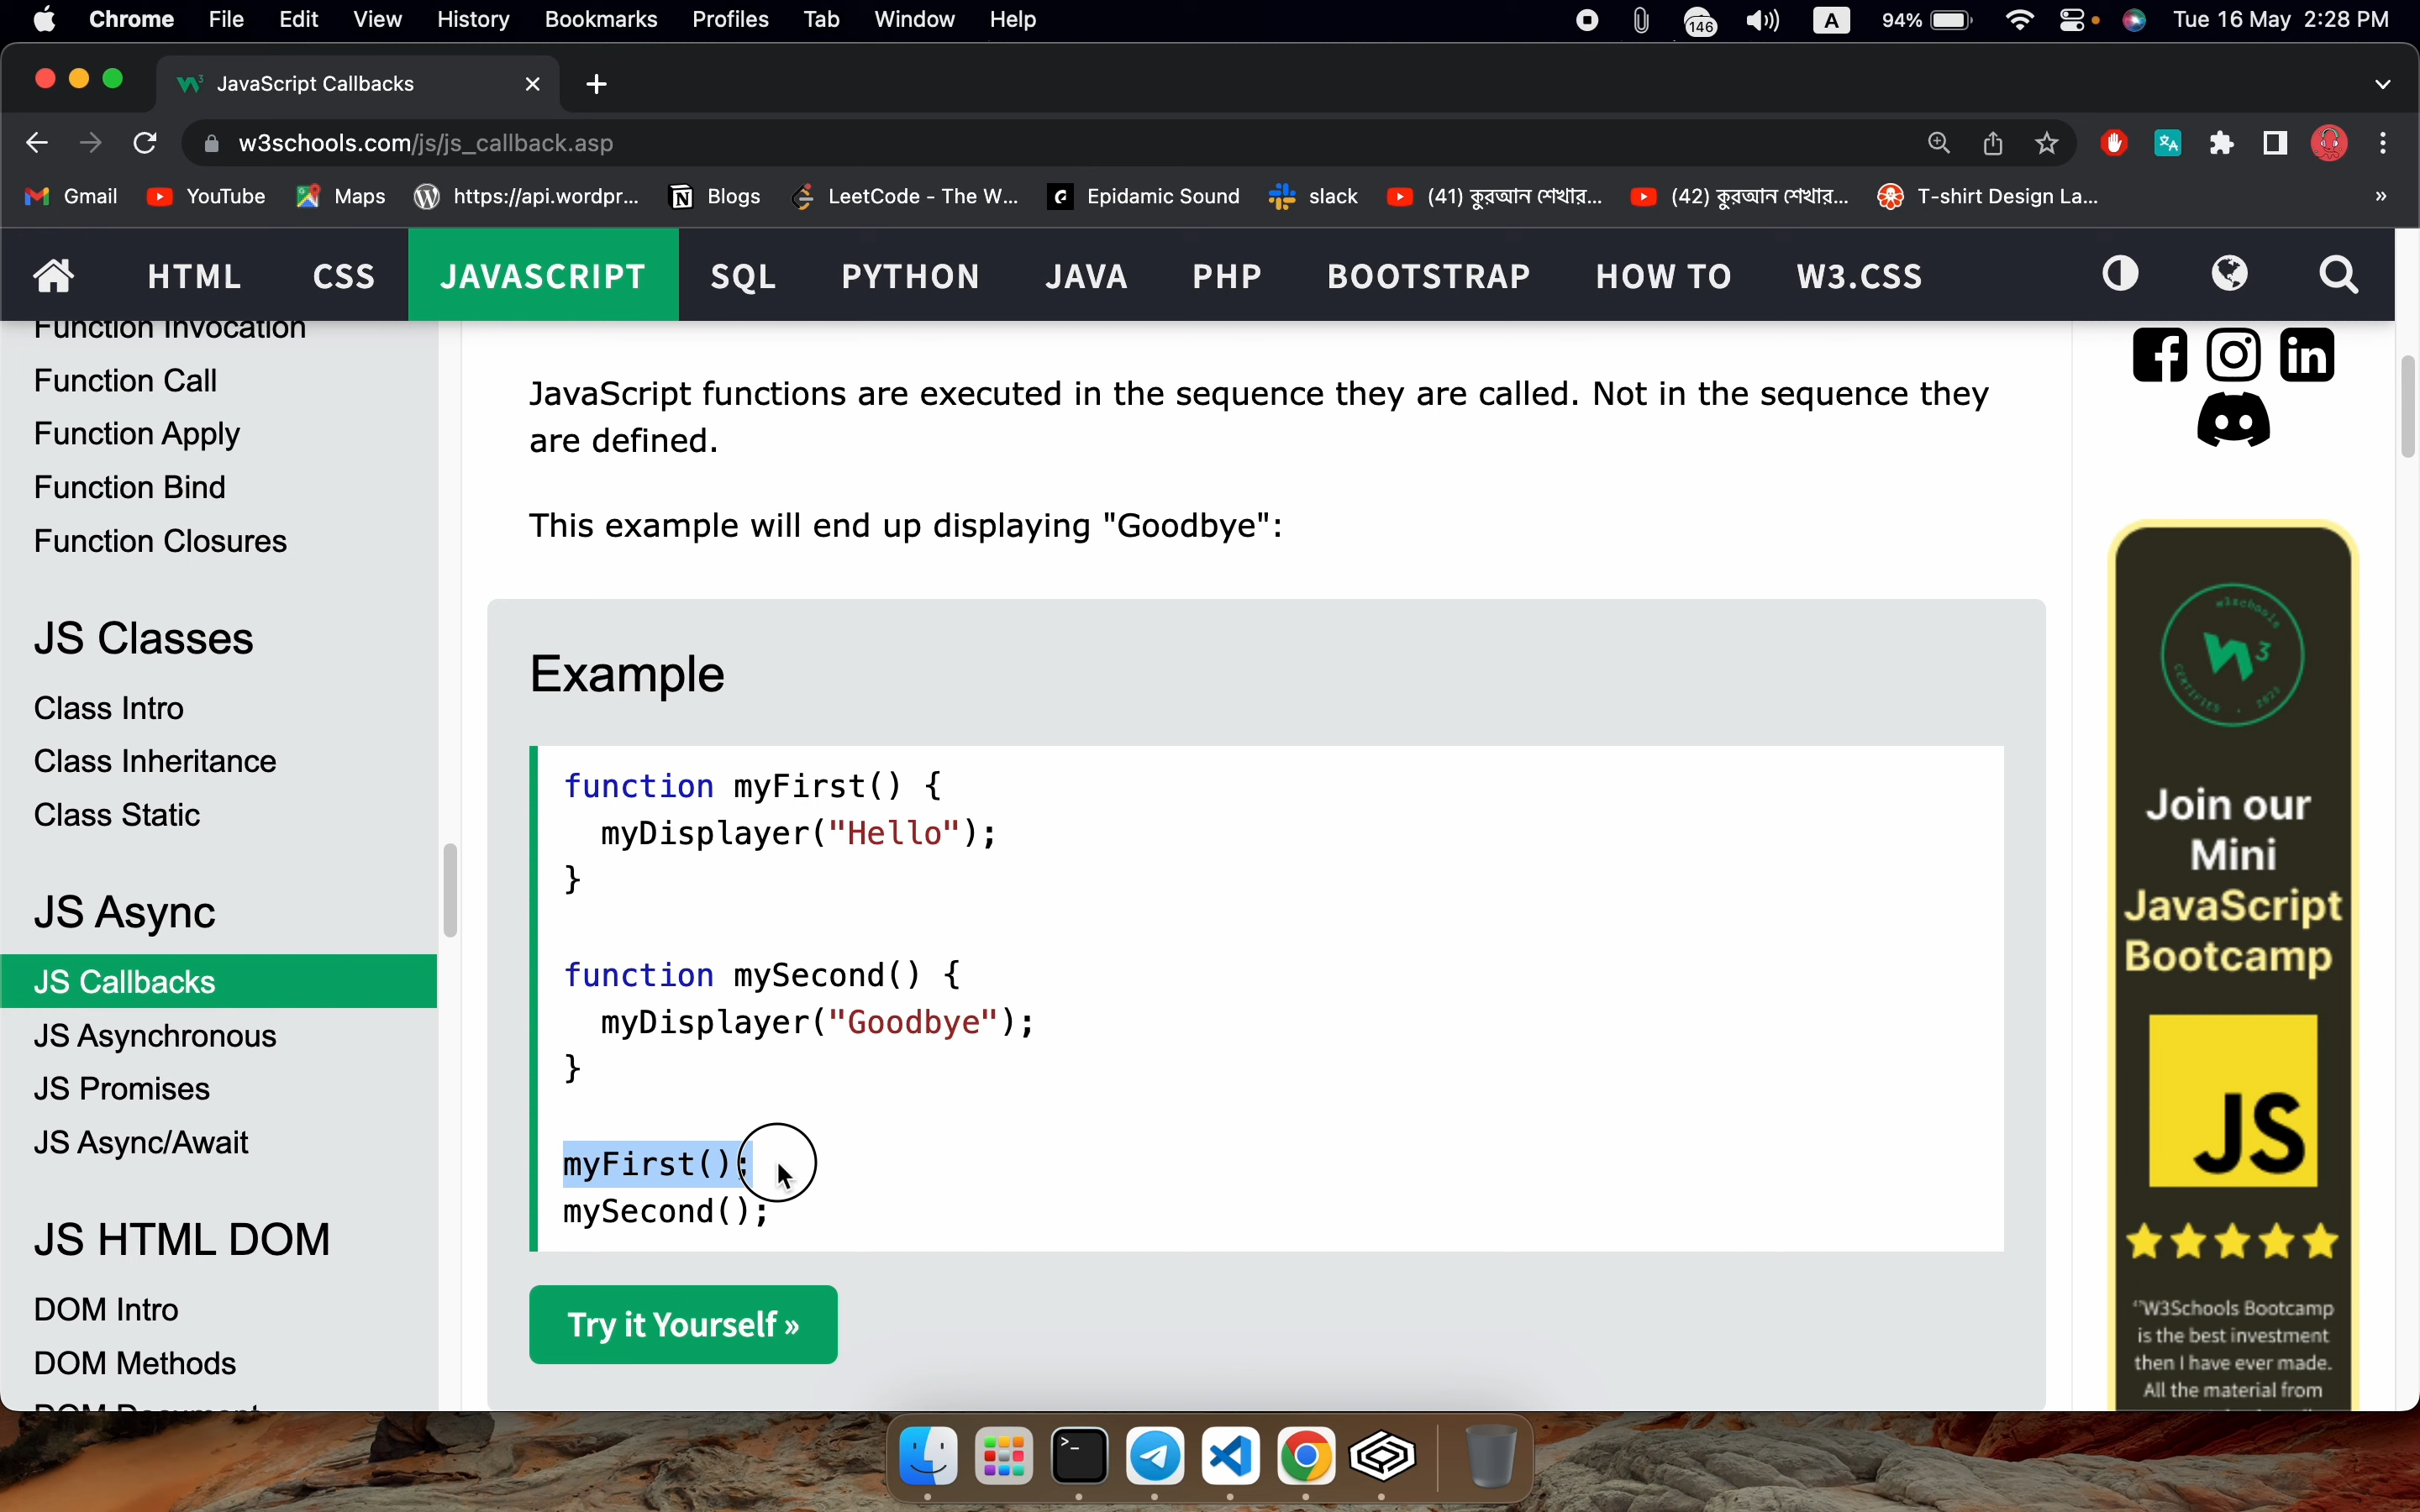 Chrome File Edit View History Bookmarks Profiles Tab Window Help 146 A 94% Tue 16 May 2:28 PM
JavaScript Callbacks
w3schools.com/js/js_callback.asp
Gmail YouTube Maps https://api.wordpr... Blogs LeetCode - The W... Epidamic Sound slack (41) কুরআন শেখার... (42) কুরআন শেখার... T-shirt Design La... »
HTML CSS JAVASCRIPT SQL PYTHON JAVA PHP BOOTSTRAP HOW TO W3.CSS
Function Invocation
Function Call
Function Apply
Function Bind
Function Closures
JS Classes
Class Intro
Class Inheritance
Class Static
JS Async
JS Callbacks
JS Asynchronous
JS Promises
JS Async/Await
JS HTML DOM
DOM Intro
DOM Methods
DOM Document
JavaScript functions are executed in the sequence they are called. Not in the sequence they
are defined.
This example will end up displaying "Goodbye":
Example
function myFirst() {
myDisplayer("Hello");
}
function mySecond() {
myDisplayer("Goodbye");
}
myFirst();
mySecond();
Try it Yourself »
w3schools
CERTIFIES . 2023
Join our
Mini
JavaScript
Bootcamp
JS
"W3Schools Bootcamp
is the best investment
then I have ever made.
All the material from